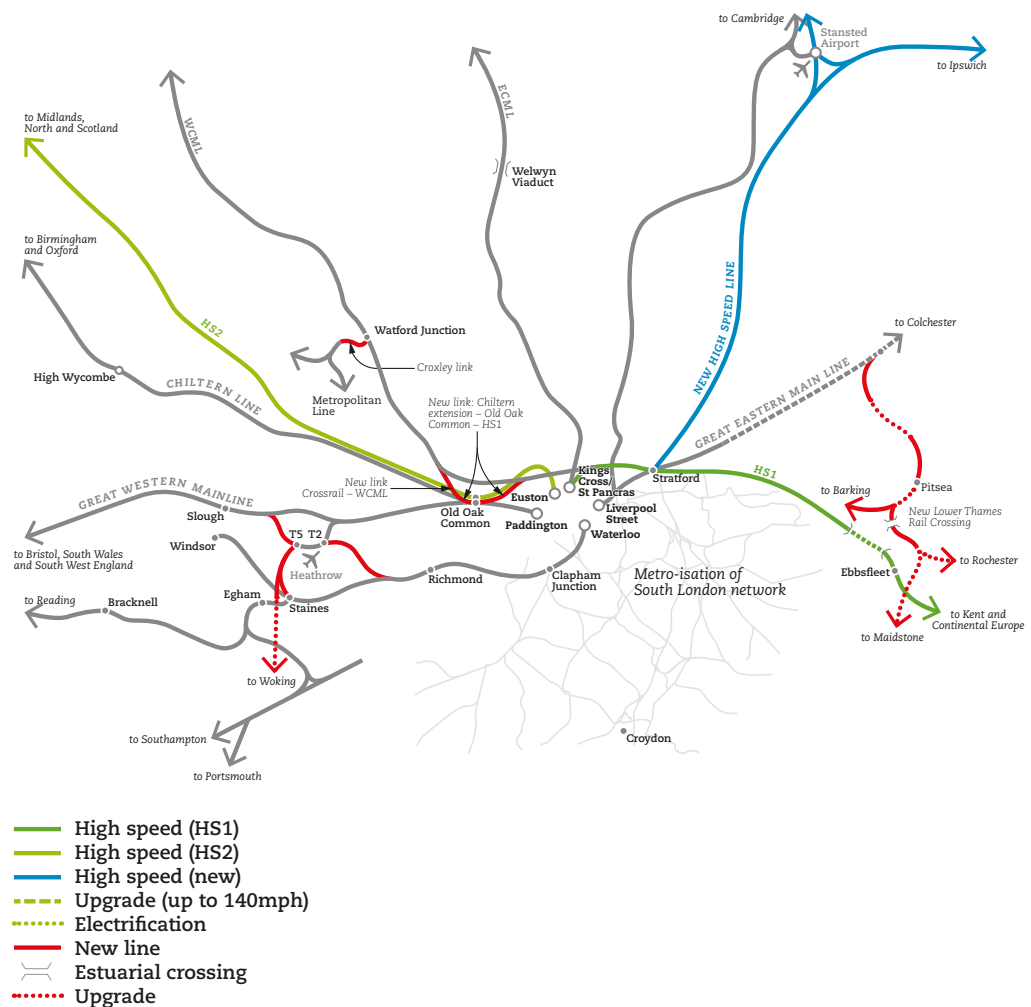 to Cambridge
Stansted
Airport
to Ipswich
WCML
ECML
to Midlands,
North and Scotland
Welwyn
Viaduct
to Birmingham
and Oxford
HS2
NEW HIGH SPEED LINE
to Colchester
Watford Junction
Croxley link
High Wycombe
CHILTERN LINE
Metropolitan
Line
New link: Chiltern
extension – Old Oak
Common – HS1
GREAT EASTERN MAIN LINE
New link
Crossrail – WCML
Kings
Cross/
St Pancras
Euston
Stratford
HS1
Pitsea
to Barking
New Lower Thames
Rail Crossing
GREAT WESTERN MAINLINE
Slough
Old Oak
Common
Paddington
Liverpool
Street
Waterloo
Windsor
T5
T2
Heathrow
to Bristol, South Wales
and South West England
Richmond
Clapham
Junction
Metro-isation of
South London network
Ebbsfleet
to Rochester
to Reading
Bracknell
Egham
Staines
to Kent and
Continental Europe
to Maidstone
to Woking
to Southampton
to Portsmouth
Croydon
High speed (HS1)
High speed (HS2)
High speed (new)
Upgrade (up to 140mph)
Electrification
New line
Estuarial crossing
Upgrade